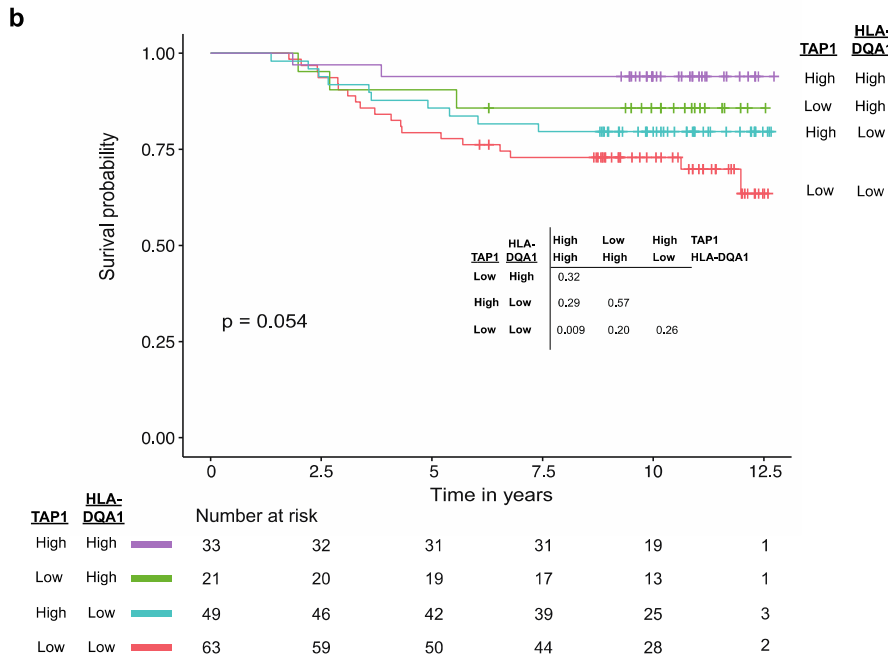 b
HLA-
TAP1 DQA1
High High
Low High
High Low
Low Low
1.00
0.75
0.50
0.25
0.00
Surival probability
HLA-
TAP1 DQA1
High Low High TAP1
High High Low HLA-DQA1
Low High 0.32
High Low 0.29 0.57
Low Low 0.009 0.20 0.26
p = 0.054
0 2.5 5 7.5 10 12.5
Time in years
HLA-
TAP1 DQA1 Number at risk
High High 33 32 31 31 19 1
Low High 21 20 19 17 13 1
High Low 49 46 42 39 25 3
Low Low 63 59 50 44 28 2